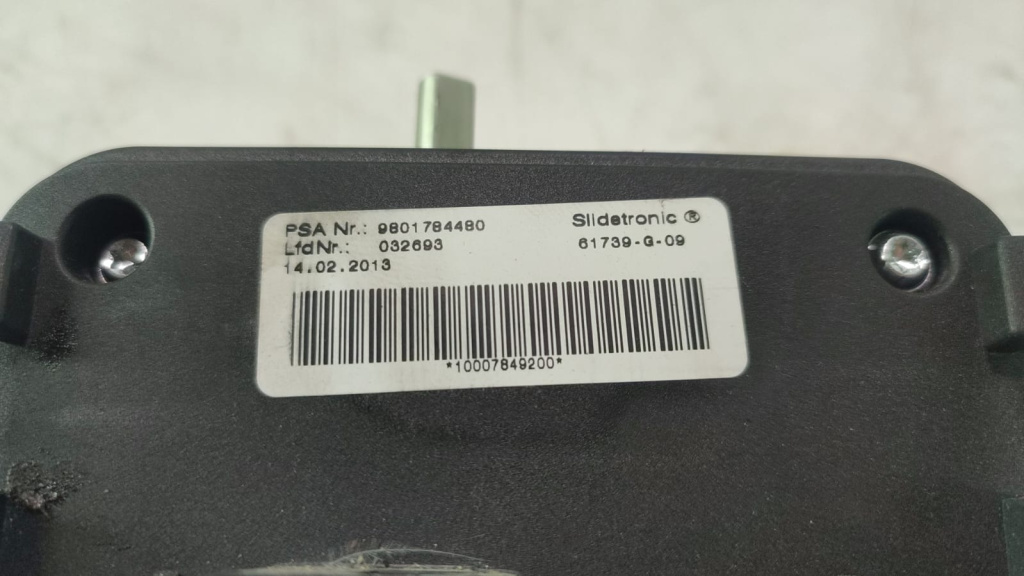 PSA Nr.: 9801784480 Slidetronic ®
LfdNr.: 032693 61739-G-09
14.02.2013
*10007849200*